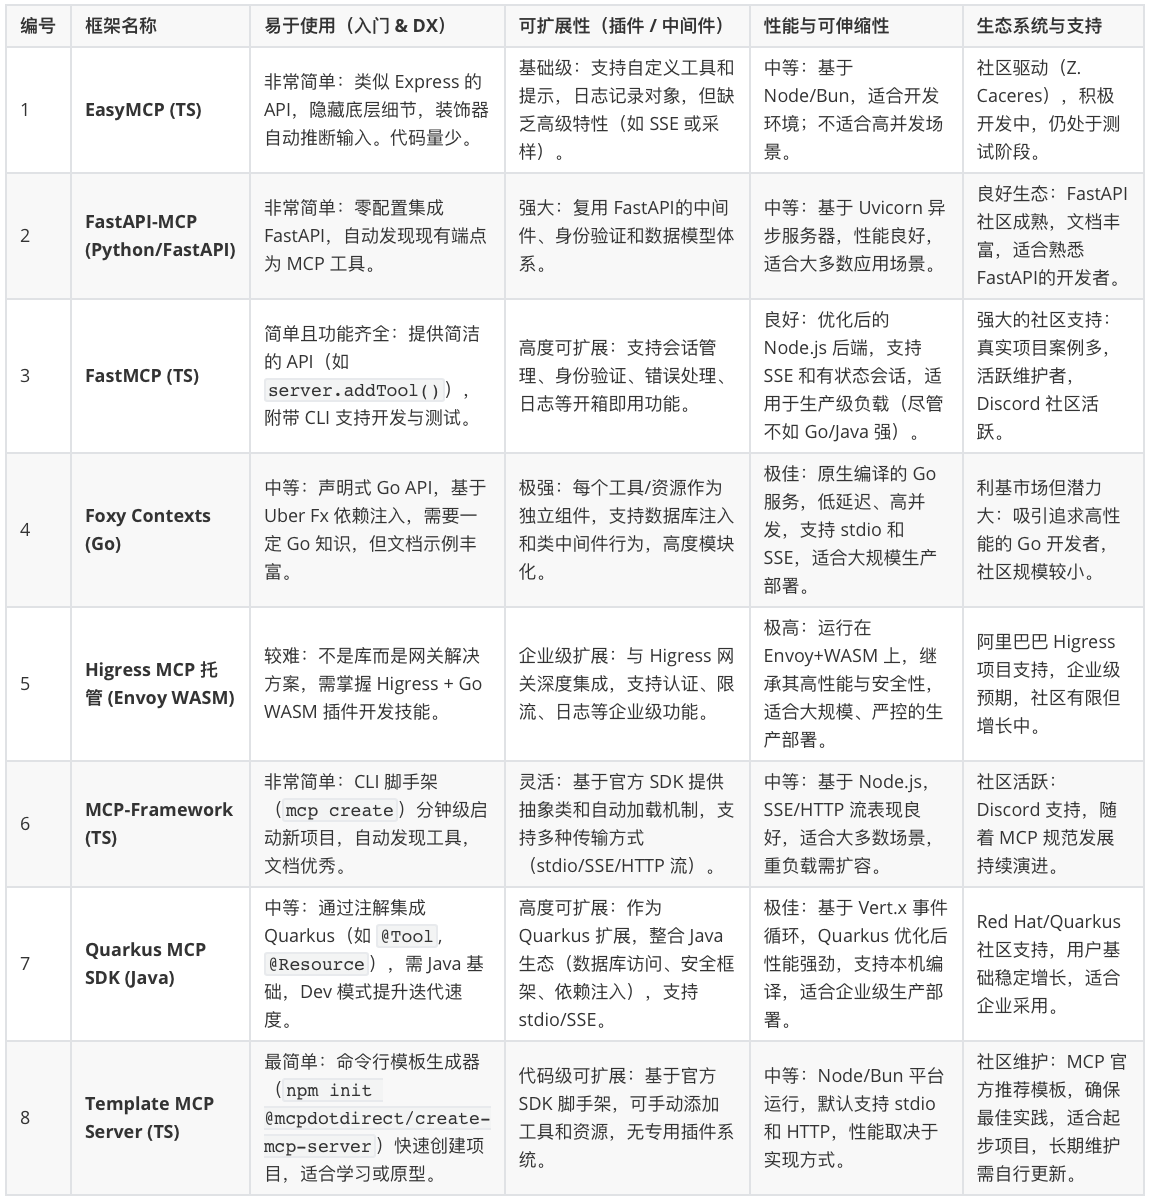 编号
框架名称
易于使用（入门 & DX）
可扩展性（插件 / 中间件）
性能与可伸缩性
生态系统与支持
1
EasyMCP (TS)
非常简单：类似 Express 的
API，隐藏底层细节，装饰器
自动推断输入。代码量少。
基础级：支持自定义工具和
提示，日志记录对象，但缺
乏高级特性（如 SSE 或采
样）。
中等：基于
Node/Bun，适合开发
环境；不适合高并发场
景。
社区驱动（Z.
Caceres），积极
开发中，仍处于测
试阶段。
2
FastAPI-MCP
(Python/FastAPI)
非常简单：零配置集成
FastAPI，自动发现现有端点
为 MCP 工具。
强大：复用 FastAPI的中间
件、身份验证和数据模型体
系。
中等：基于 Uvicorn 异
步服务器，性能良好，
适合大多数应用场景。
良好生态：FastAPI
社区成熟，文档丰
富，适合熟悉
FastAPI的开发者。
3
FastMCP (TS)
简单且功能齐全：提供简洁
的 API（如
server.addTool()），
附带 CLI 支持开发与测试。
高度可扩展：支持会话管
理、身份验证、错误处理、
日志等开箱即用功能。
良好：优化后的
Node.js 后端，支持
SSE 和有状态会话，适
用于生产级负载（尽管
不如 Go/Java 强）。
强大的社区支持：
真实项目案例多，
活跃维护者，
Discord 社区活
跃。
4
Foxy Contexts
(Go)
中等：声明式 Go API，基于
Uber Fx 依赖注入，需要一
定 Go 知识，但文档示例丰
富。
极强：每个工具/资源作为
独立组件，支持数据库注入
和类中间件行为，高度模块
化。
极佳：原生编译的 Go
服务，低延迟、高并
发，支持 stdio 和
SSE，适合大规模生产
部署。
利基市场但潜力
大：吸引追求高性
能的 Go 开发者，
社区规模较小。
5
Higress MCP 托
管 (Envoy WASM)
较难：不是库而是网关解决
方案，需掌握 Higress + Go
WASM 插件开发技能。
企业级扩展：与 Higress 网
关深度集成，支持认证、限
流、日志等企业级功能。
极高：运行在
Envoy+WASM 上，继
承其高性能与安全性，
适合大规模、严控的生
产部署。
阿里巴巴 Higress
项目支持，企业级
预期，社区有限但
增长中。
6
MCP-Framework
(TS)
非常简单：CLI 脚手架
（mcp create）分钟级启
动新项目，自动发现工具，
文档优秀。
灵活：基于官方 SDK 提供
抽象类和自动加载机制，支
持多种传输方式
（stdio/SSE/HTTP 流）。
中等：基于 Node.js，
SSE/HTTP 流表现良
好，适合大多数场景，
重负载需扩容。
社区活跃：
Discord 支持，随
着 MCP 规范发展
持续演进。
7
Quarkus MCP
SDK (Java)
中等：通过注解集成
Quarkus（如 @Tool,
@Resource），需 Java 基
础，Dev 模式提升迭代速
度。
高度可扩展：作为
Quarkus 扩展，整合 Java
生态（数据库访问、安全框
架、依赖注入），支持
stdio/SSE。
极佳：基于 Vert.x 事件
循环，Quarkus 优化后
性能强劲，支持本机编
译，适合企业级生产部
署。
Red Hat/Quarkus
社区支持，用户基
础稳定增长，适合
企业采用。
8
Template MCP
Server (TS)
最简单：命令行模板生成器
（npm init
@mcpdotdirect/create-
mcp-server）快速创建项
目，适合学习或原型。
代码级可扩展：基于官方
SDK 脚手架，可手动添加
工具和资源，无专用插件系
统。
中等：Node/Bun 平台
运行，默认支持 stdio
和 HTTP，性能取决于
实现方式。
社区维护：MCP 官
方推荐模板，确保
最佳实践，适合起
步项目，长期维护
需自行更新。